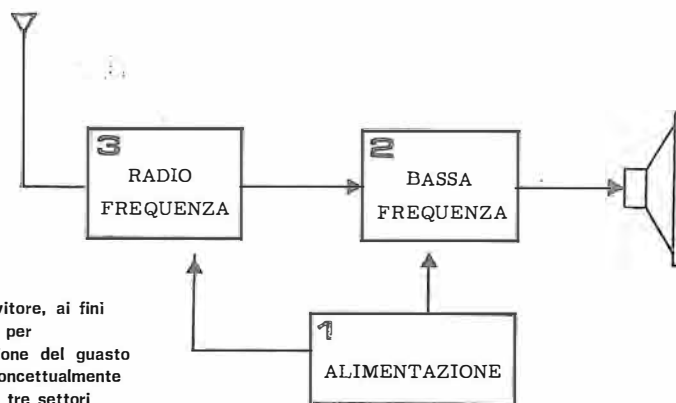 3
RADIO
FREQUENZA
2
BASSA
FREQUENZA
1
ALIMENTAZIONE
vitore, ai fini
per
one del guasto
oncettualmente
tre settori